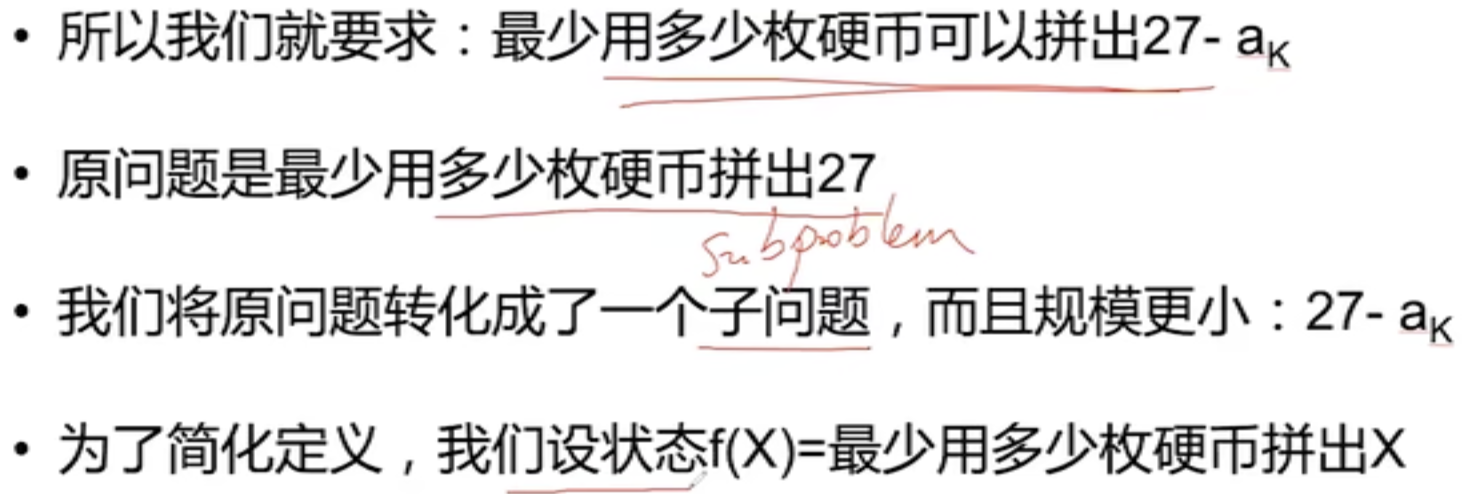 • 所以我们就要求：最少用多少枚硬币可以拼出27- aK
• 原问题是最少用多少枚硬币拼出27
subproblem
• 我们将原问题转化成了一个子问题，而且规模更小：27- aK
• 为了简化定义，我们设状态f(X)=最少用多少枚硬币拼出X